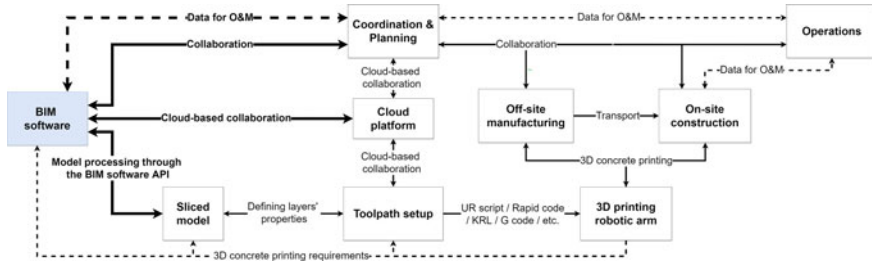 Data for O&M
Coordination &
Planning
Data for O&M
Operations
Collaboration
Collaboration
Cloud-based
collaboration
Data for O&M
BIM
software
Cloud-based collaboration
Cloud
platform
Off-site
manufacturing
Transport
On-site
construction
Model processing through
the BIM software API
Cloud-based
collaboration
3D concrete printing
Sliced
model
Defining layers'
properties
Toolpath setup
UR script / Rapid code
/ KRL / G code / etc.
3D printing
robotic arm
3D concrete printing requirements